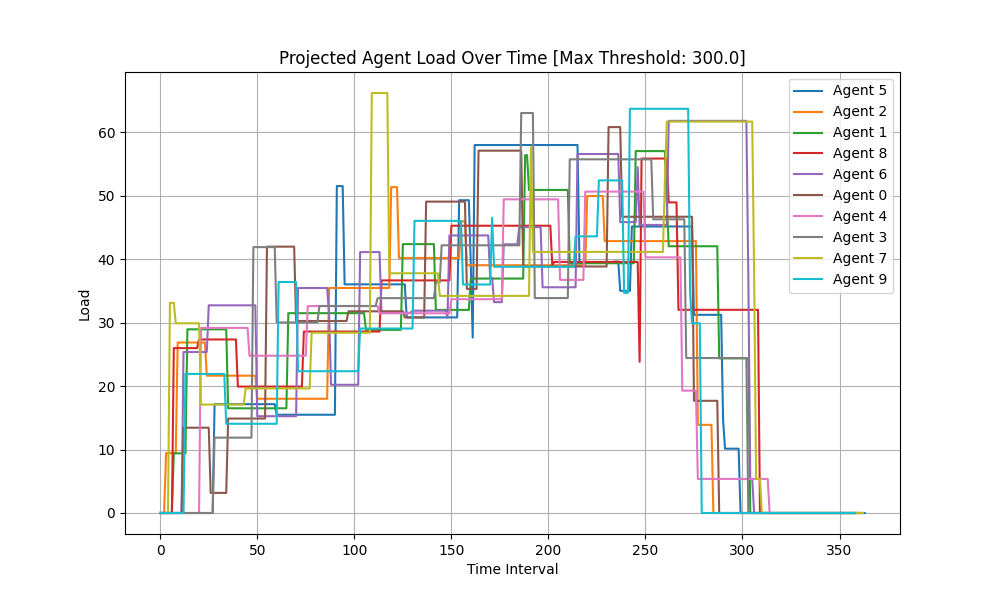 Projected Agent Load Over Time [Max Threshold: 300.0]
Load
60
50
40
30
20
10
0
Agent 5
Agent 2
Agent 1
Agent 8
Agent 6
Agent 0
Agent 4
Agent 3
Agent 7
Agent 9
0 50 100 150 200 250 300 350
Time Interval